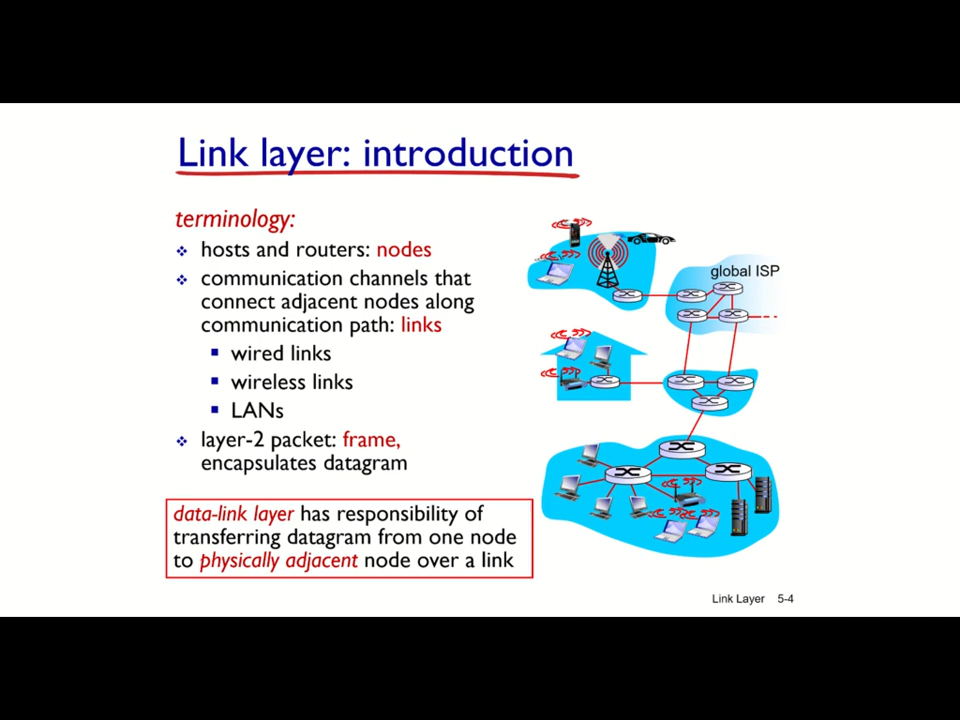 Link layer: introduction
terminology:
❖ hosts and routers: nodes
❖ communication channels that
connect adjacent nodes along
communication path: links
▪ wired links
▪ wireless links
▪ LANs
❖ layer-2 packet: frame,
encapsulates datagram
data-link layer has responsibility of
transferring datagram from one node
to physically adjacent node over a link
global ISP
Link Layer 5-4